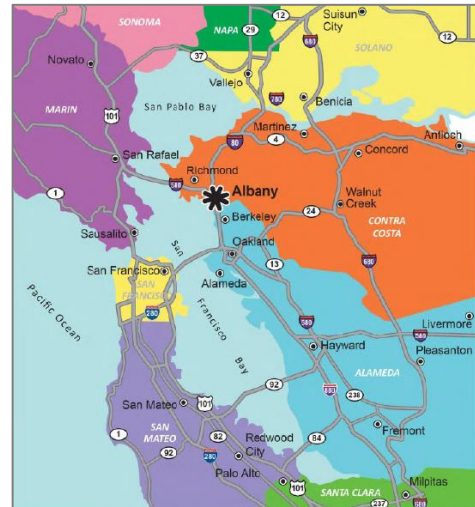 SONOMA
NAPA
29
12
Suisun
City
12
680
SOLANO
Novato
37
Vallejo
MARIN
101
San Pablo Bay
780
Benicia
Martinez
4
Antioch
80
Concord
San Rafael
Richmond
1
580
Albany
Walnut
Creek
Berkeley
24
CONTRA
COSTA
Sausalito
San
Francisco
Bay
Oakland
13
San Francisco
SAN
FRANCISCO
Alameda
680
Pacific Ocean
280
Livermore
580
580
Hayward
Pleasanton
ALAMEDA
92
880
238
San Mateo
101
SAN
MATEO
1
82
Redwood
City
84
Fremont
92
280
Palo Alto
101
SANTA CLARA
Milpitas
237